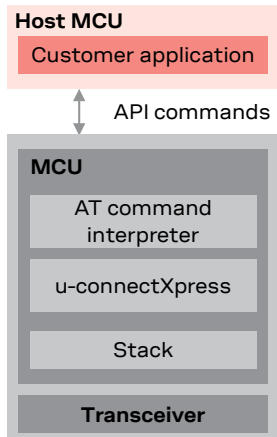 Host MCU
Customer application
API commands
MCU
AT command
interpreter
u-connectXpress
Stack
Transceiver